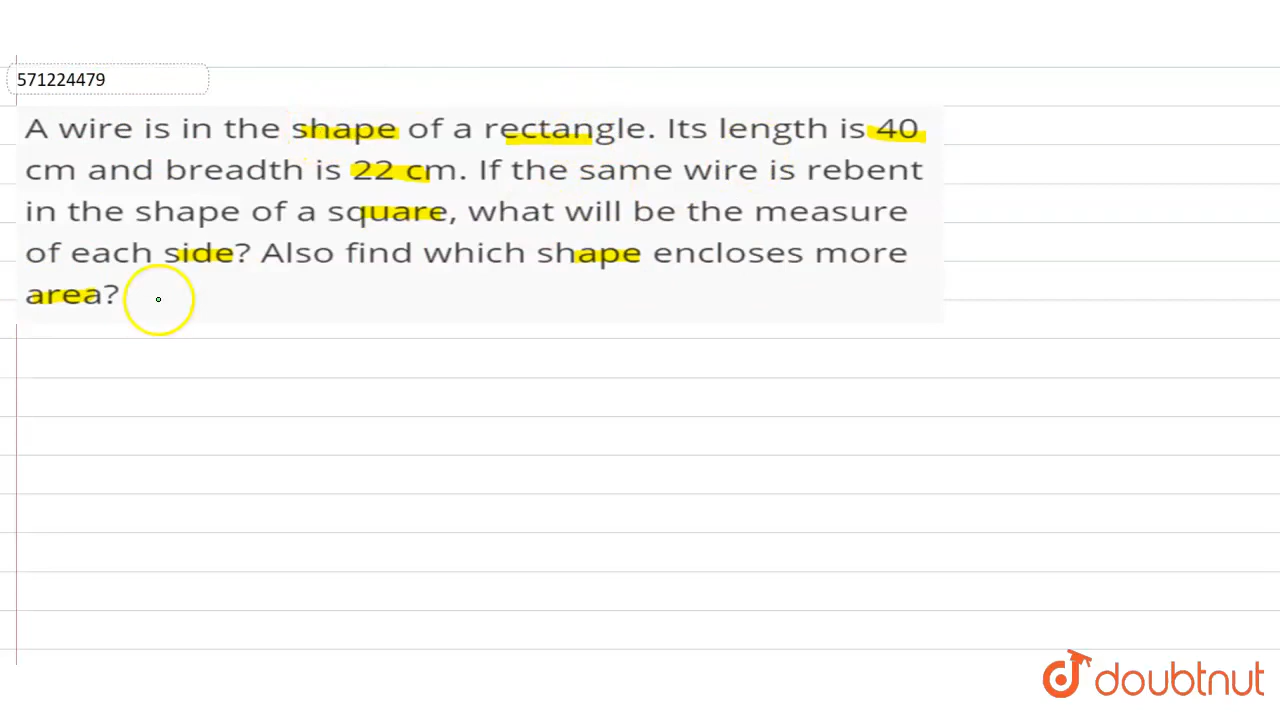 571224479
A wire is in the shape of a rectangle. Its length is 40
cm and breadth is 22 cm. If the same wire is rebent
in the shape of a square, what will be the measure
of each side? Also find which shape encloses more
area?
doubtnut